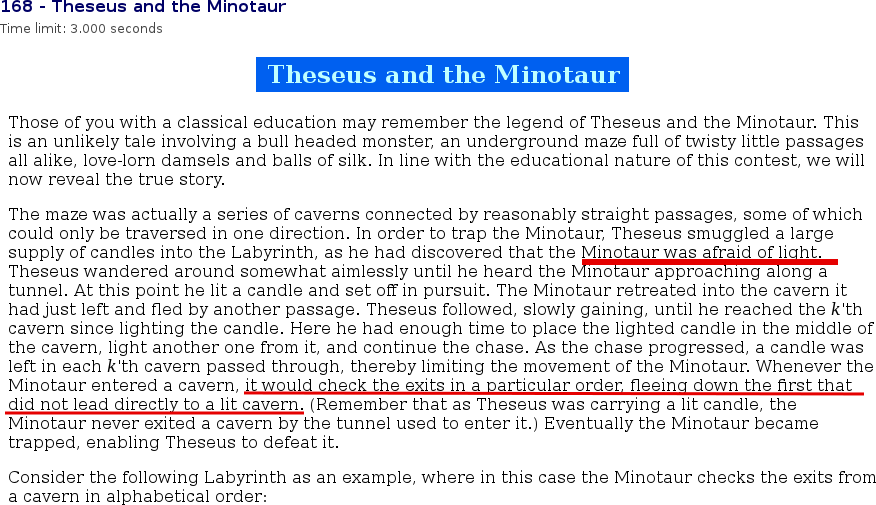 168 - Theseus and the Minotaur
Time limit: 3.000 seconds
Theseus and the Minotaur
Those of you with a classical education may remember the legend of Theseus and the Minotaur. This
is an unlikely tale involving a bull headed monster, an underground maze full of twisty little passages
all alike, love-lorn damsels and balls of silk. In line with the educational nature of this contest, we will
now reveal the true story.
The maze was actually a series of caverns connected by reasonably straight passages, some of which
could only be traversed in one direction. In order to trap the Minotaur, Theseus smuggled a large
supply of candles into the Labyrinth, as he had discovered that the Minotaur was afraid of light.
Theseus wandered around somewhat aimlessly until he heard the Minotaur approaching along a
tunnel. At this point he lit a candle and set off in pursuit. The Minotaur retreated into the cavern it
had just left and fled by another passage. Theseus followed, slowly gaining, until he reached the k'th
cavern since lighting the candle. Here he had enough time to place the lighted candle in the middle of
the cavern, light another one from it, and continue the chase. As the chase progressed, a candle was
left in each k'th cavern passed through, thereby limiting the movement of the Minotaur. Whenever the
Minotaur entered a cavern, it would check the exits in a particular order, fleeing down the first that
did not lead directly to a lit cavern. (Remember that as Theseus was carrying a lit candle, the
Minotaur never exited a cavern by the tunnel used to enter it.) Eventually the Minotaur became
trapped, enabling Theseus to defeat it.
Consider the following Labyrinth as an example, where in this case the Minotaur checks the exits from
a cavern in alphabetical order: